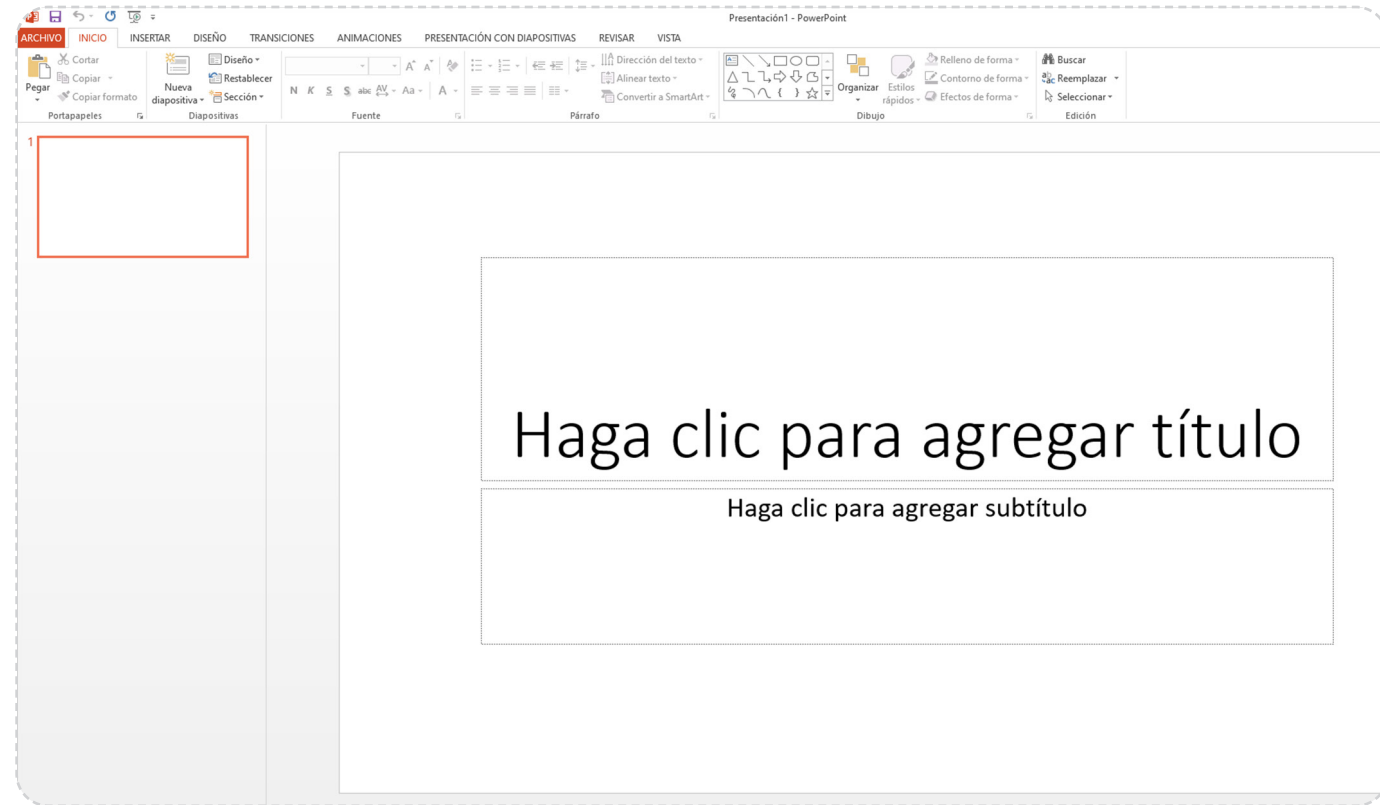 Presentación1 - PowerPoint
ARCHIVO INICIO INSERTAR DISEÑO TRANSICIONES ANIMACIONES PRESENTACIÓN CON DIAPOSITIVAS REVISAR VISTA
Pegar
Cortar
Copiar
Copiar formato
Portapapeles
Nueva diapositiva
Diseño
Restablecer
Sección
Diapositivas
N K S S abc AV Aa A
Fuente
Párrafo
Dirección del texto
Alinear texto
Convertir a SmartArt
Organizar
Estilos rápidos
Relleno de forma
Contorno de forma
Efectos de forma
Dibujo
Buscar
Reemplazar
Seleccionar
Edición
1
Haga clic para agregar título
Haga clic para agregar subtítulo